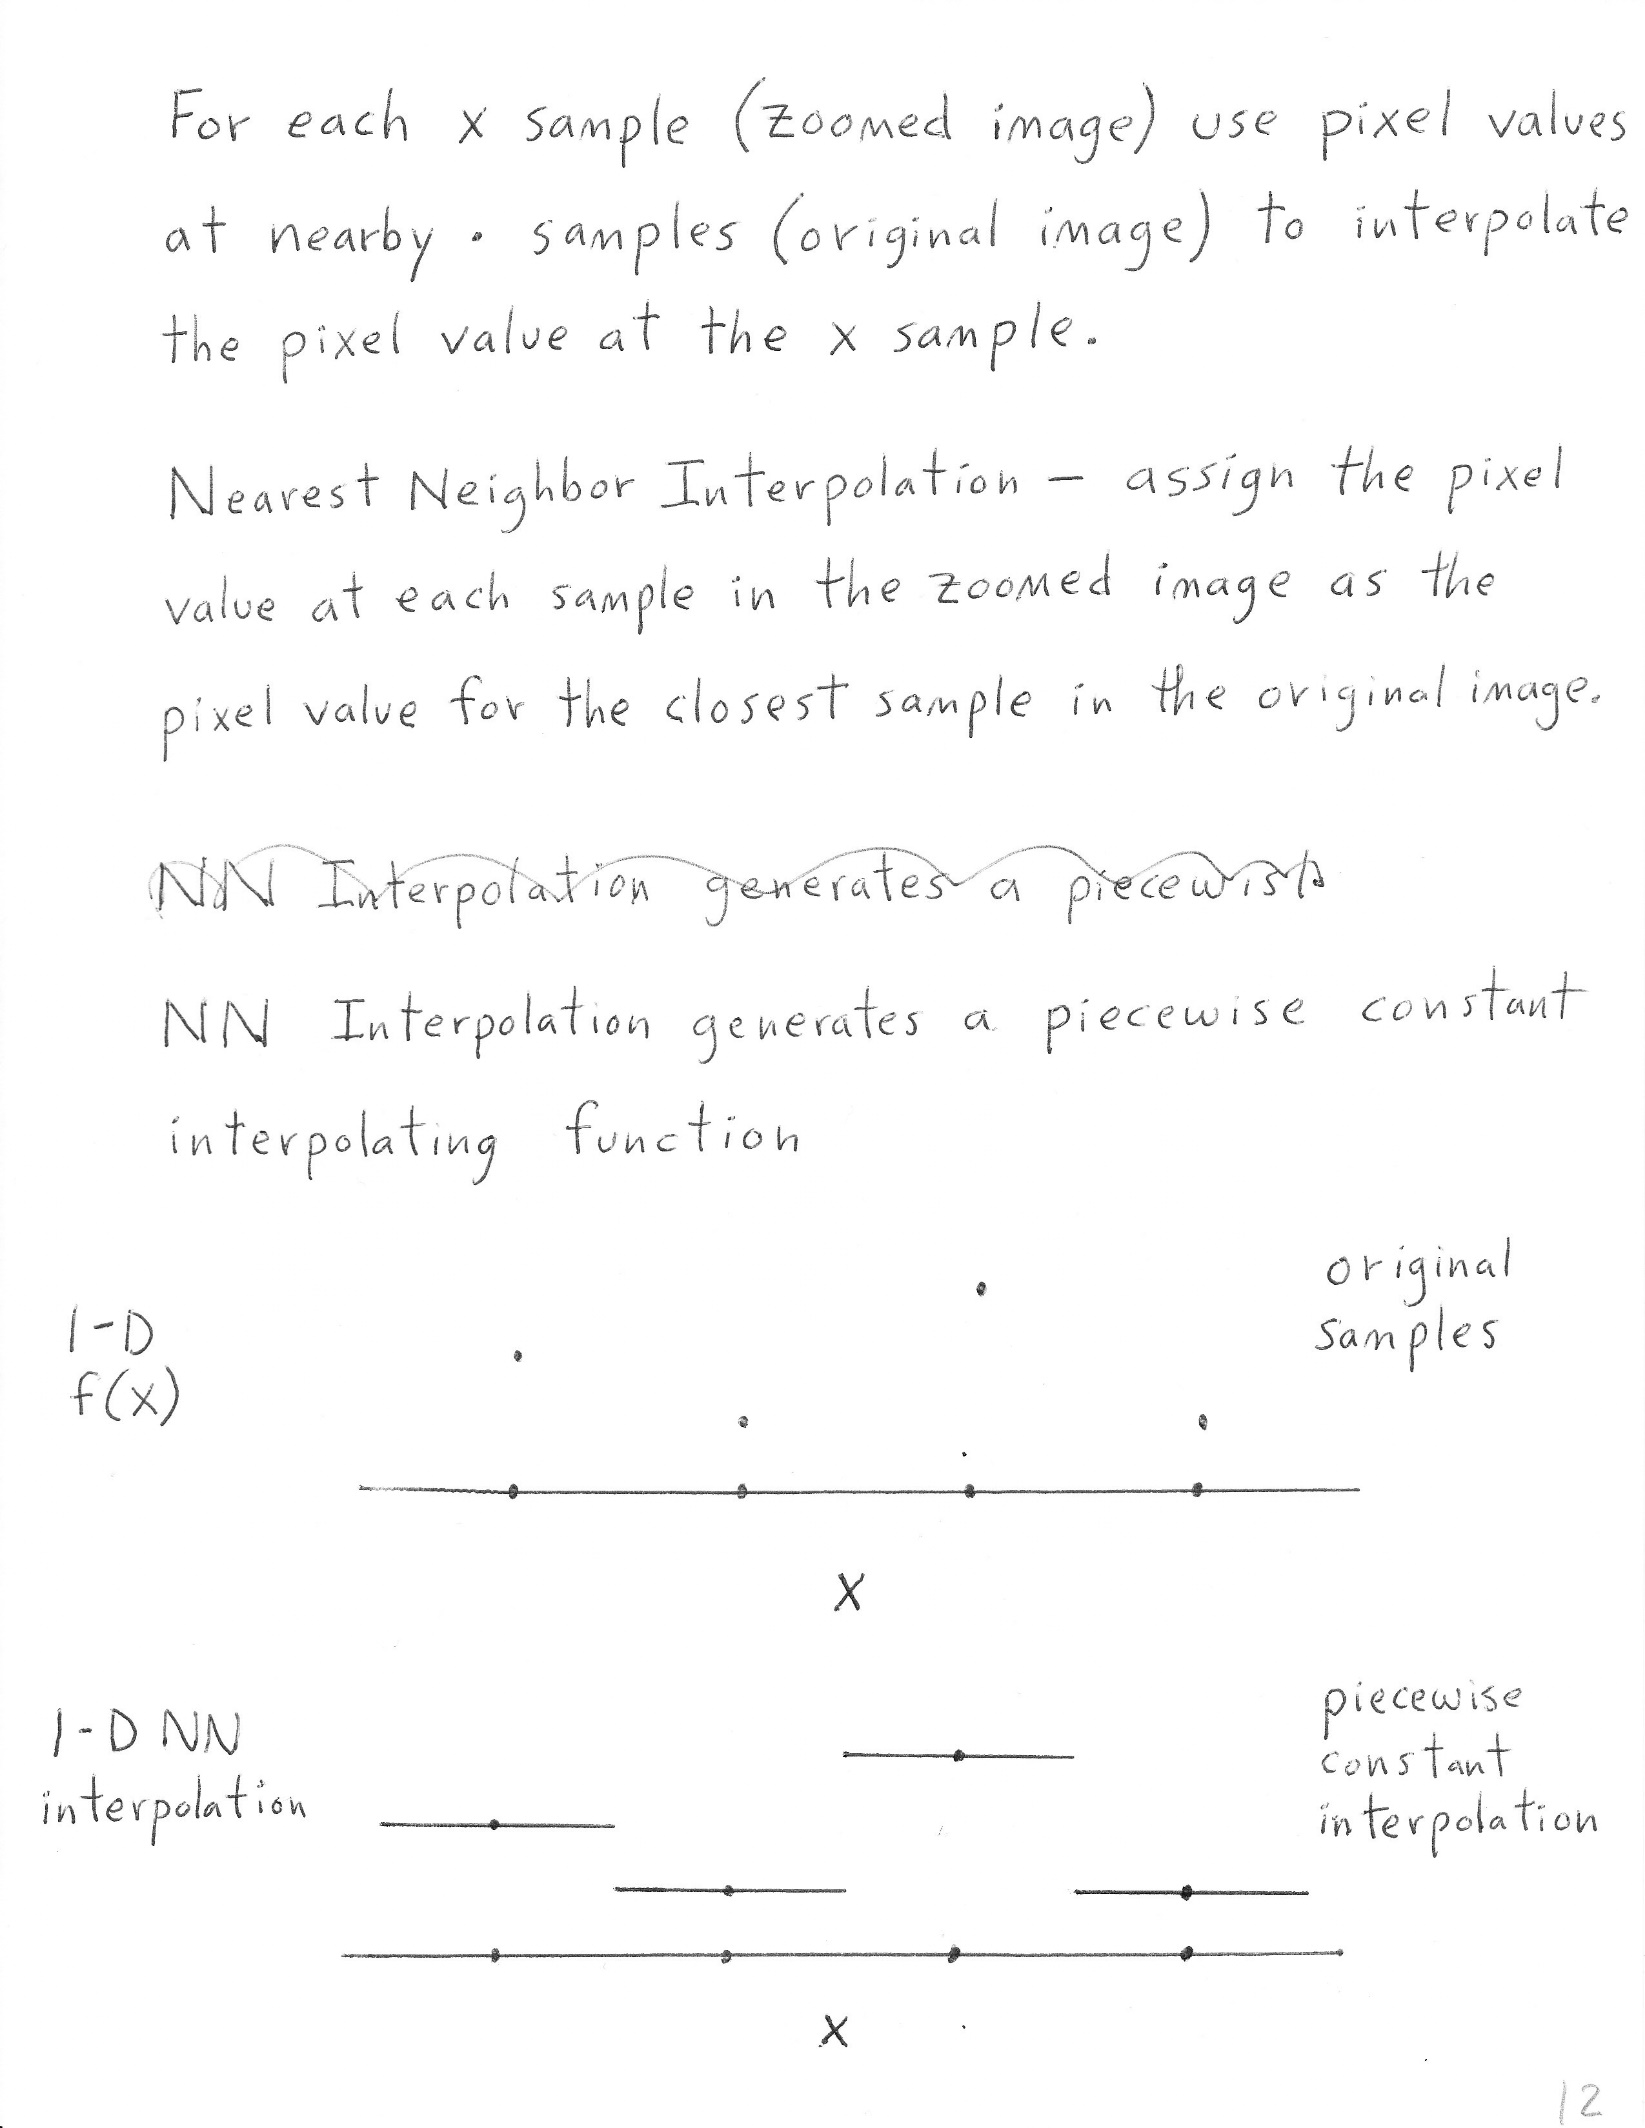 For each x sample (zoomed image) use pixel values
at nearby • samples (original image) to interpolate
the pixel value at the x sample.
Nearest Neighbor Interpolation – assign the pixel
value at each sample in the zoomed image as the
pixel value for the closest sample in the original image.
NN Interpolation generates a piecewis
NN Interpolation generates a piecewise constant
interpolating function
original
samples
1-D
f(x)
x
1-D NN
interpolation
piecewise
constant
interpolation
x
12